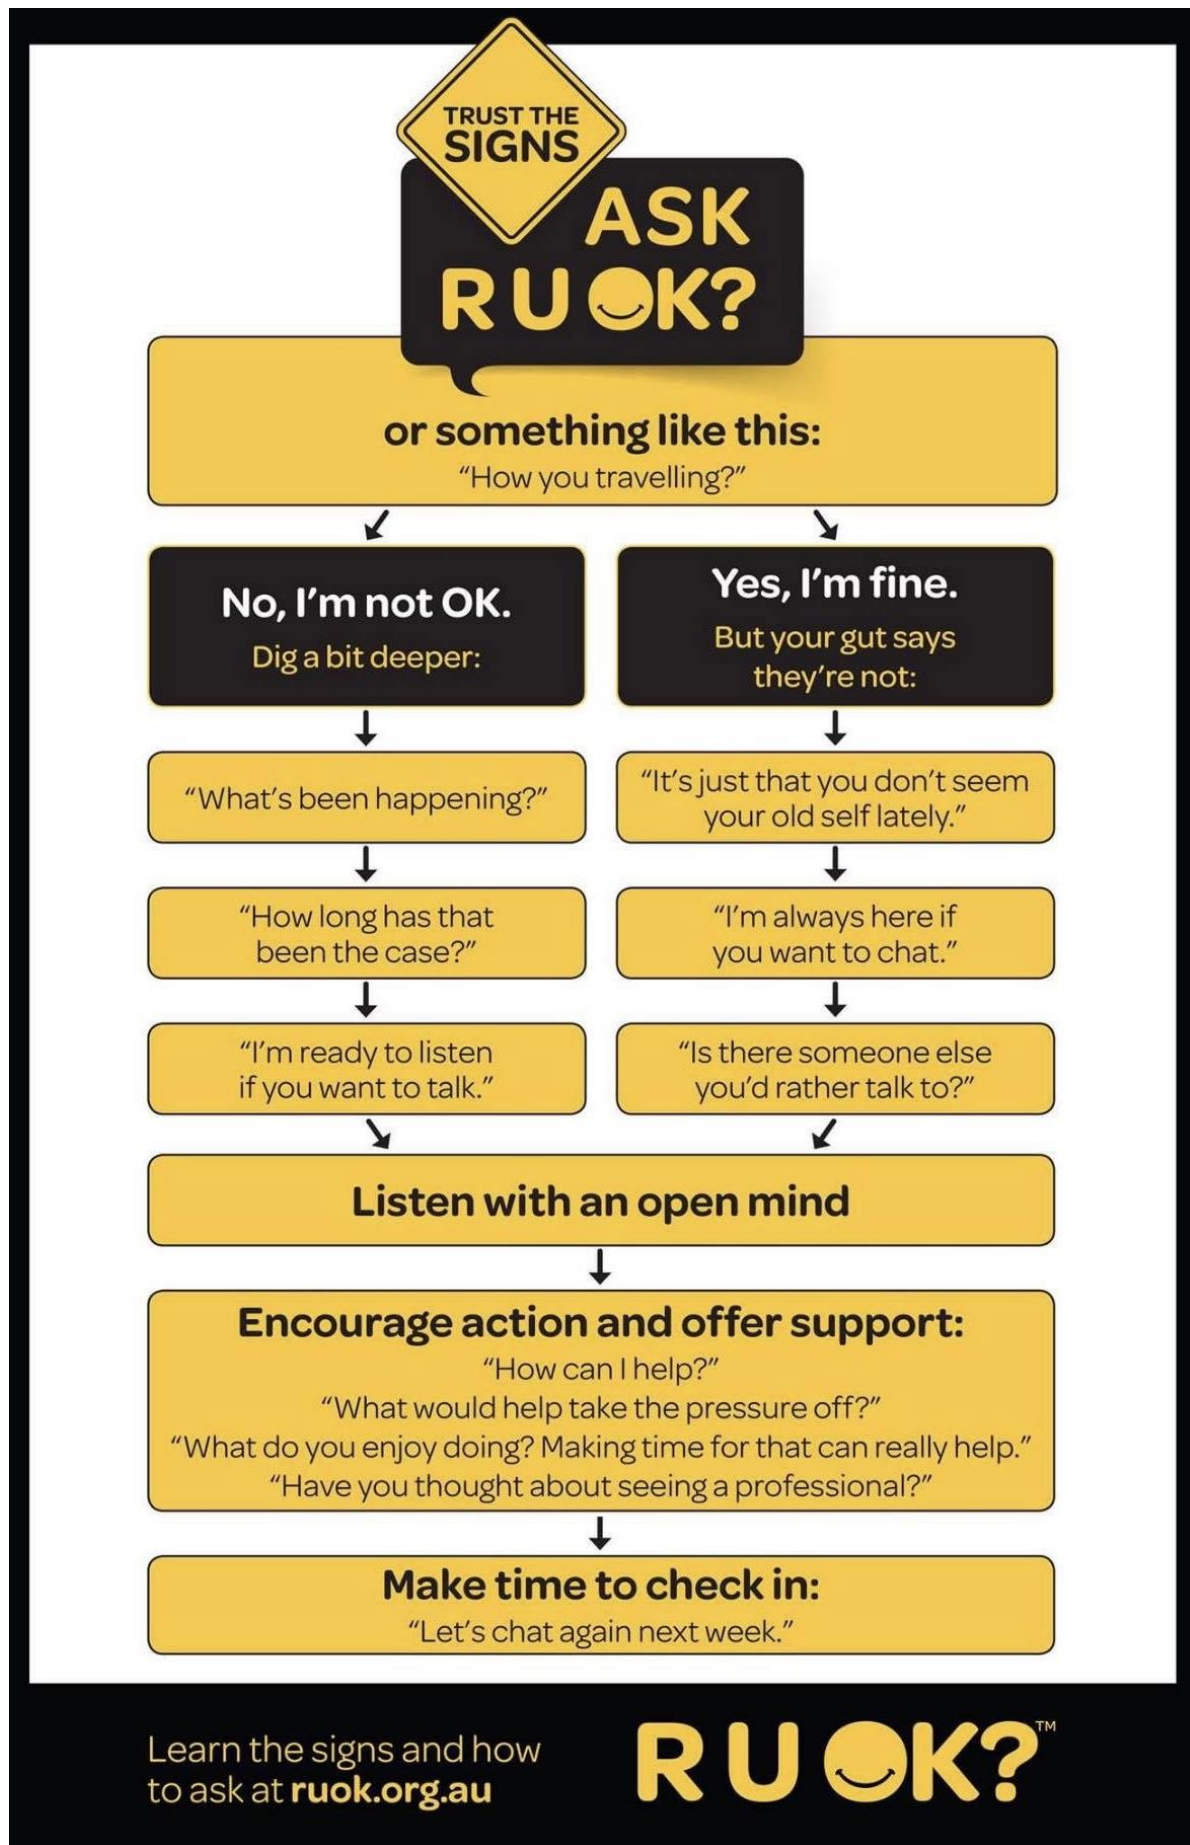 TRUST THE
SIGNS
ASK
R U OK?
or something like this:
“How you travelling?”
No, I’m not OK.
Dig a bit deeper:
“What’s been happening?”
“How long has that
been the case?”
“I’m ready to listen
if you want to talk.”
Yes, I’m fine.
But your gut says
they’re not:
“It’s just that you don’t seem
your old self lately.”
“I’m always here if
you want to chat.”
“Is there someone else
you’d rather talk to?”
Listen with an open mind
Encourage action and offer support:
“How can I help?”
“What would help take the pressure off?”
“What do you enjoy doing? Making time for that can really help.”
“Have you thought about seeing a professional?”
Make time to check in:
“Let’s chat again next week.”
Learn the signs and how
to ask at ruok.org.au
R U OK?™